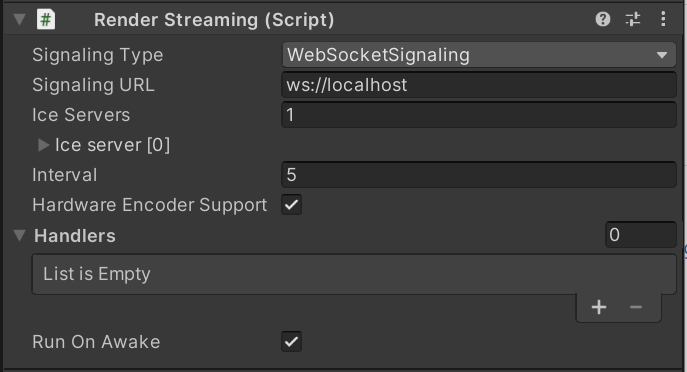 # Render Streaming (Script)
Signaling Type WebSocketSignaling
Signaling URL ws://localhost
Ice Servers 1
Ice server [0]
Interval 5
Hardware Encoder Support
Handlers 0
List is Empty
Run On Awake